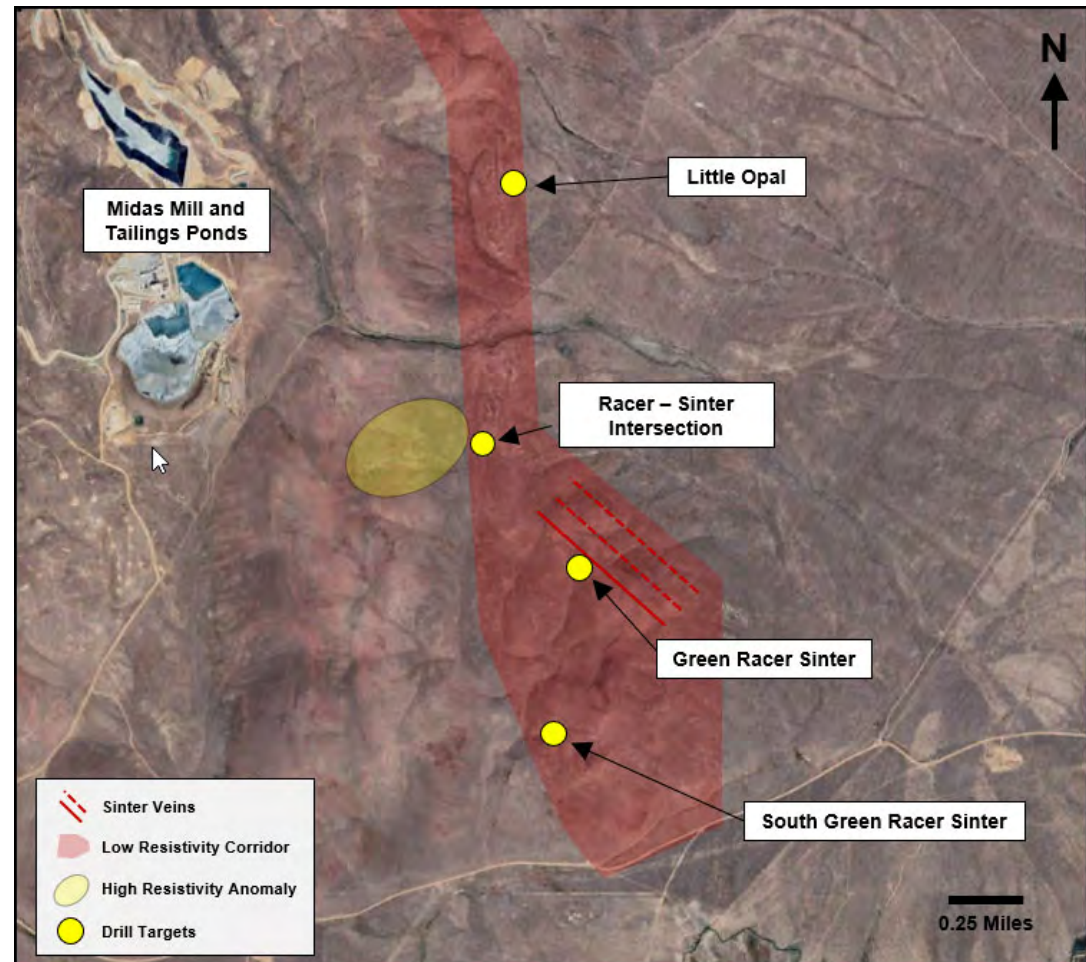 N
Little Opal
Midas Mill and
Tailings Ponds
Racer – Sinter
Intersection
Green Racer Sinter
South Green Racer Sinter
Sinter Veins
Low Resistivity Corridor
High Resistivity Anomaly
Drill Targets
0.25 Miles